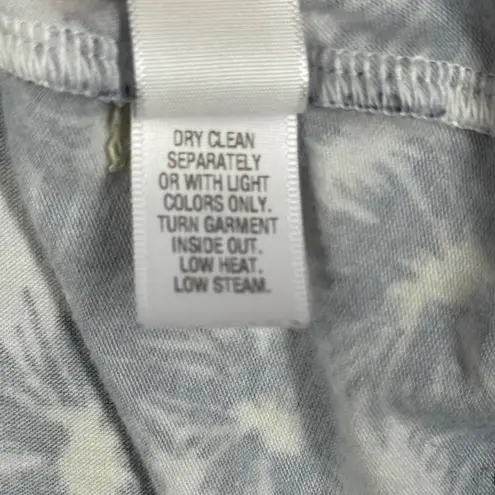 DRY CLEAN
SEPARATELY
OR WITH LIGHT
COLORS ONLY.
TURN GARMENT
INSIDE OUT.
LOW HEAT.
LOW STEAM.